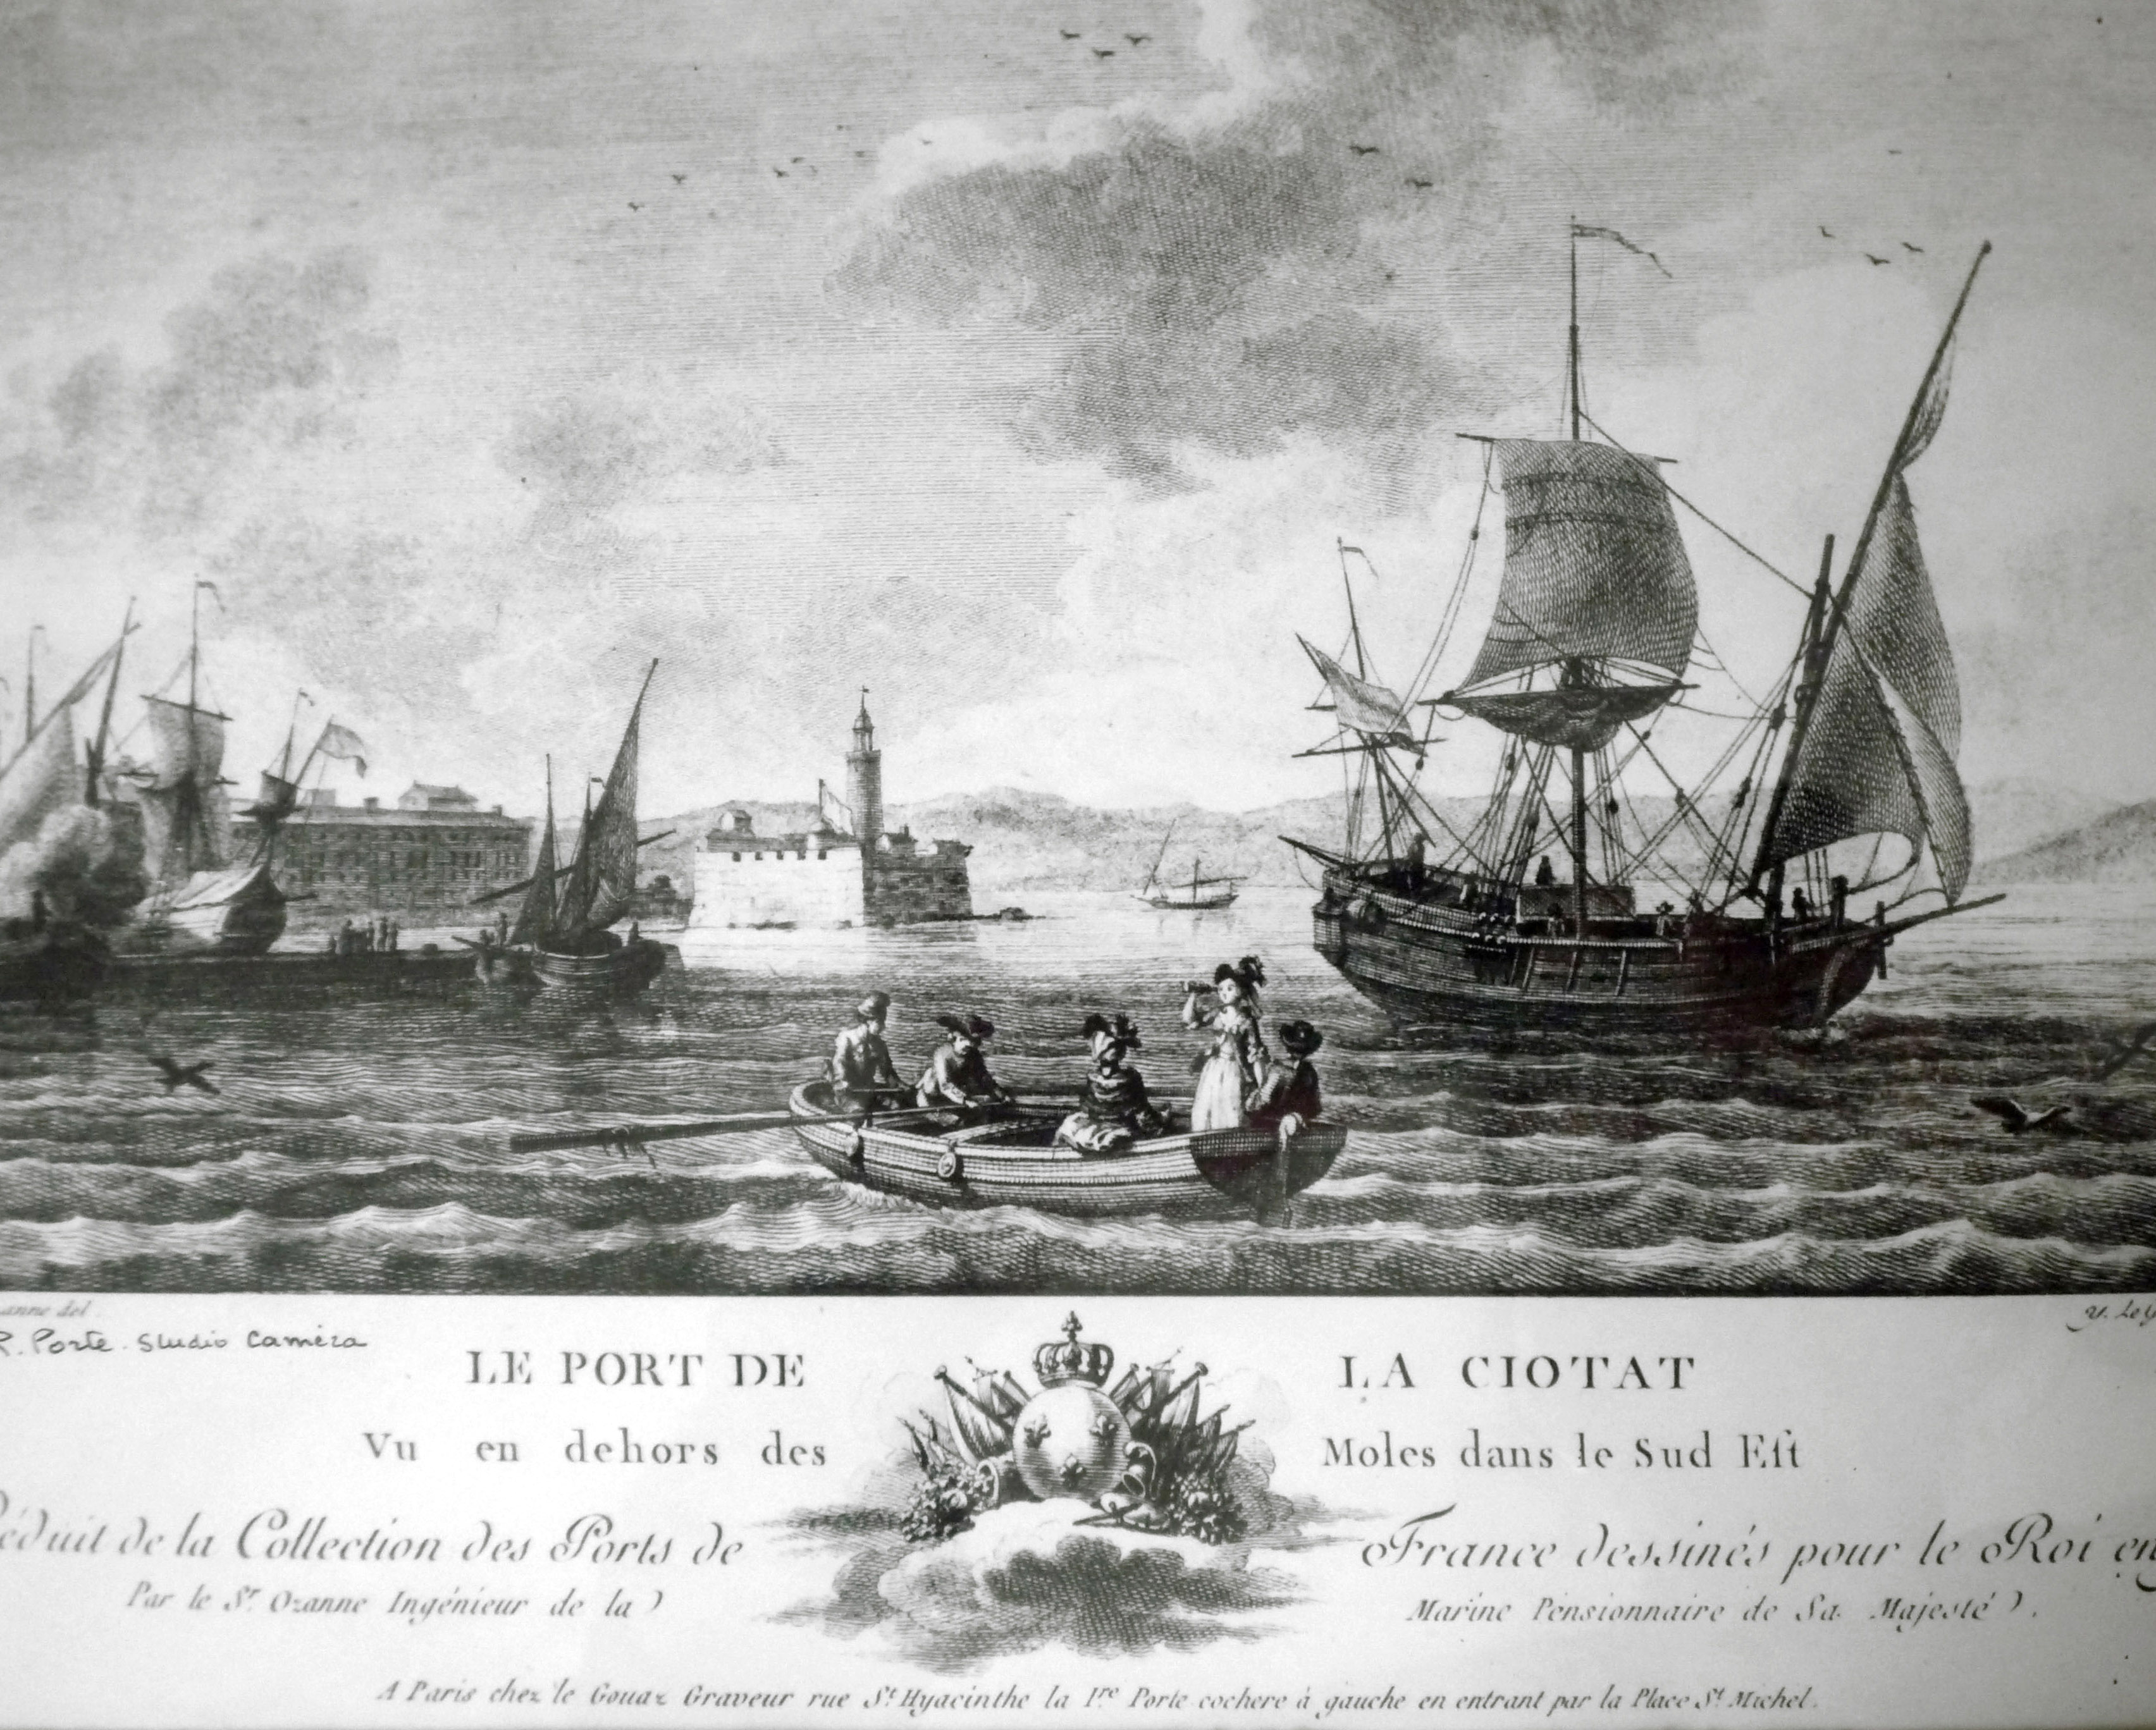 anne del.
Y. Le G
R. Porte. Studio Caméra
LE PORT DE LA CIOTAT
Vu en dehors des Moles dans le Sud Eſt
Réduit de la Collection des Ports de France dessinés pour le Roi en
Par le Sr. Ozanne Ingénieur de la Marine Pensionnaire de Sa Majesté.
A Paris chez le Gouaz Graveur rue St. Hyacinthe la 1re Porte cochere à gauche en entrant par la Place St. Michel.